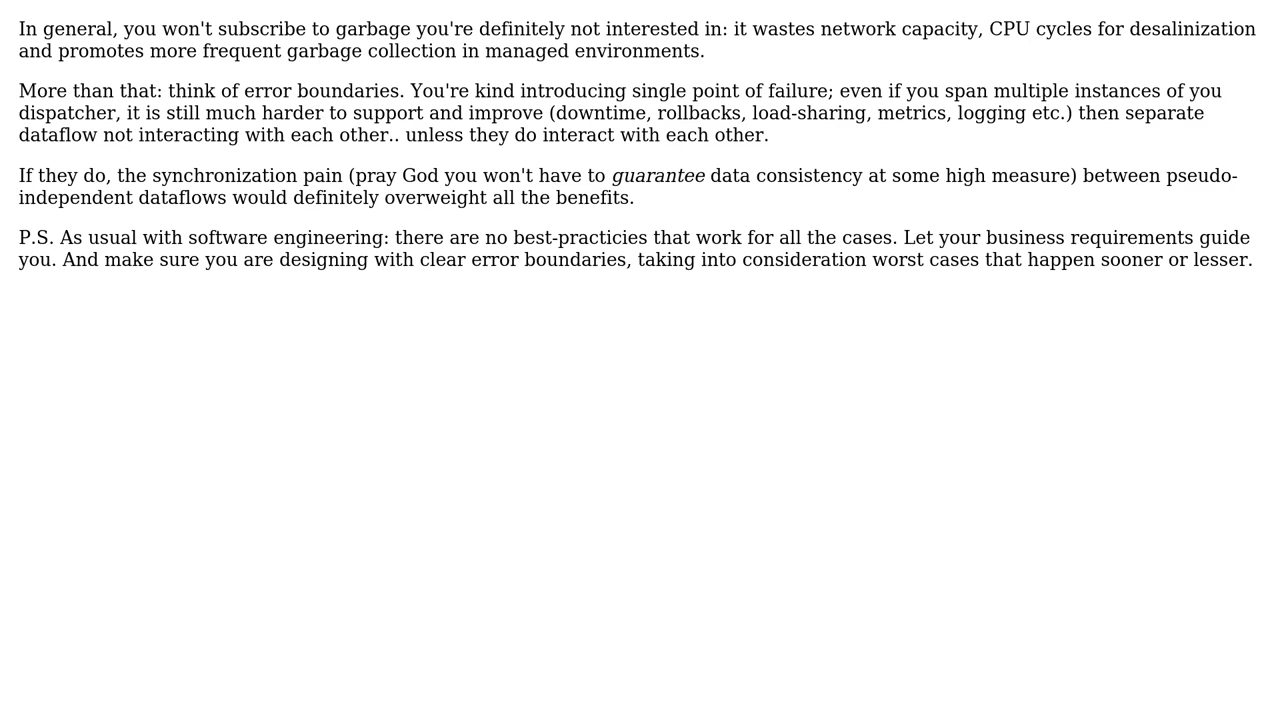 In general, you won't subscribe to garbage you're definitely not interested in: it wastes network capacity, CPU cycles for desalinization
and promotes more frequent garbage collection in managed environments.
More than that: think of error boundaries. You're kind introducing single point of failure; even if you span multiple instances of you
dispatcher, it is still much harder to support and improve (downtime, rollbacks, load-sharing, metrics, logging etc.) then separate
dataflow not interacting with each other.. unless they do interact with each other.
If they do, the synchronization pain (pray God you won't have to guarantee data consistency at some high measure) between pseudo-
independent dataflows would definitely overweight all the benefits.
P.S. As usual with software engineering: there are no best-practicies that work for all the cases. Let your business requirements guide
you. And make sure you are designing with clear error boundaries, taking into consideration worst cases that happen sooner or lesser.